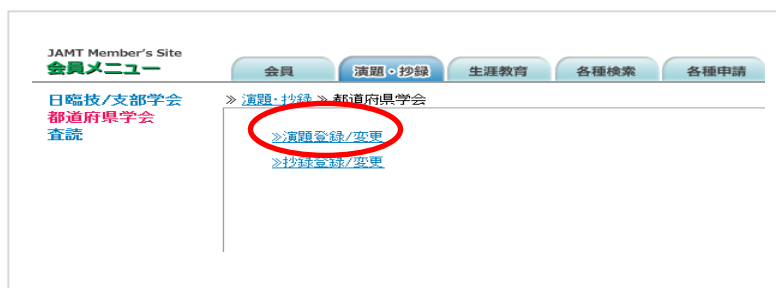 JAMT Member's Site
会員メニュー
会員 演題・抄録 生涯教育 各種検索 各種申請
日臨技/支部学会
都道府県学会
査読
≫ 演題・抄録 ≫ 都道府県学会
≫演題登録/変更
≫抄録登録/変更